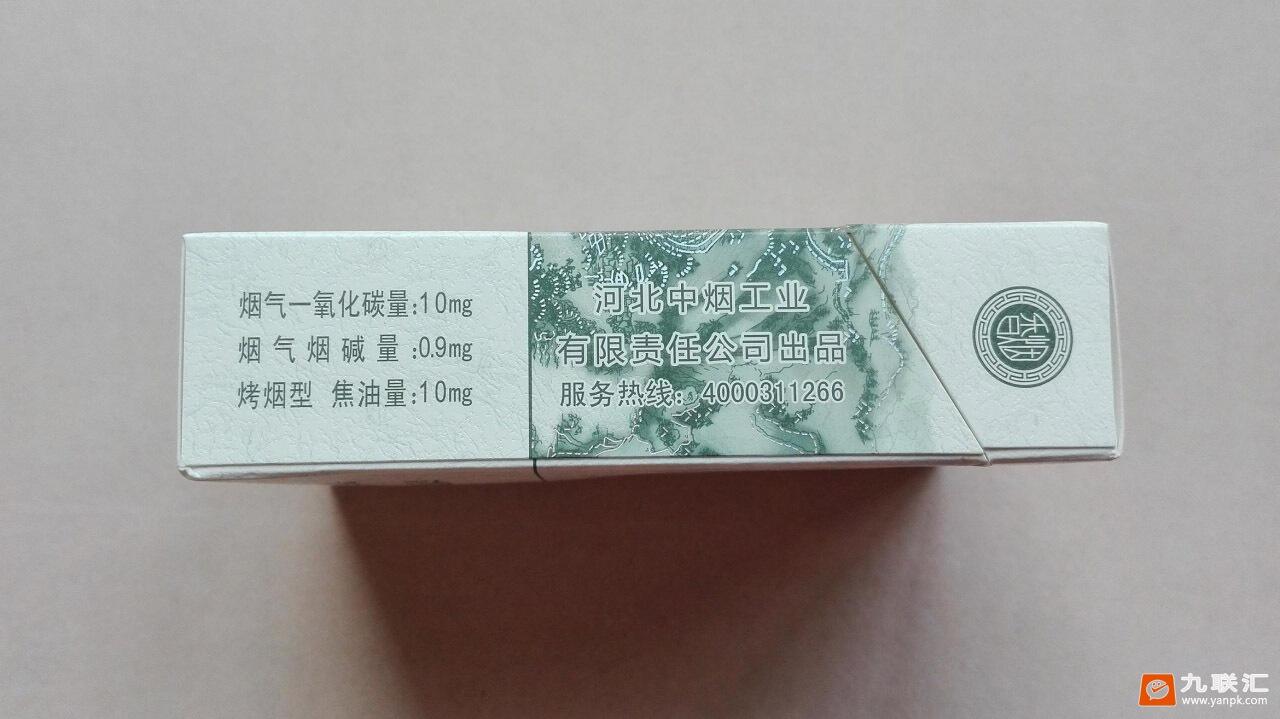 烟气一氧化碳量:10mg
烟气烟碱量:0.9mg
烤烟型 焦油量:10mg
河北中烟工业
有限责任公司出品
服务热线：4000311266
九联汇
www.yanpk.com